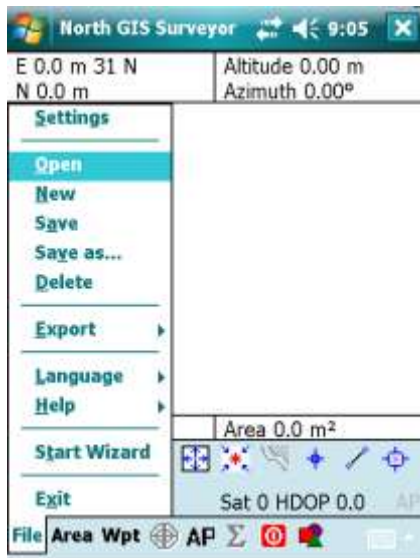 North GIS Surveyor 9:05
E 0.0 m 31 N Altitude 0.00 m
N 0.0 m Azimuth 0.00º
Settings
Open
New
Save
Save as...
Delete
Export
Language
Help
Area 0.0 m²
Start Wizard
Exit
Sat 0 HDOP 0.0 AP
File Area Wpt AP Σ